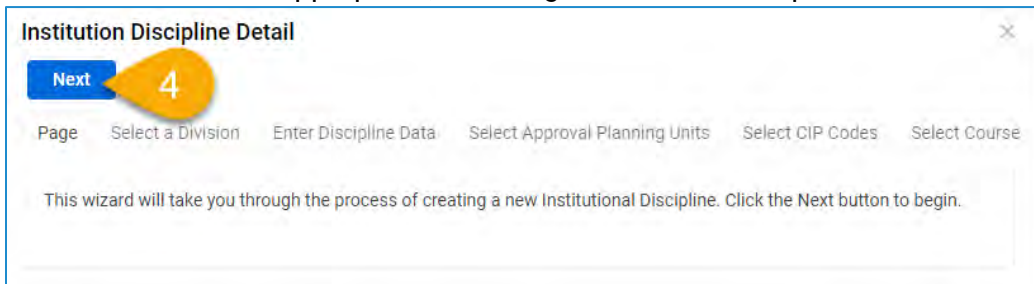 Institution Discipline Detail
Next
4
Page Select a Division Enter Discipline Data Select Approval Planning Units Select CIP Codes Select Course
This wizard will take you through the process of creating a new Institutional Discipline. Click the Next button to begin.